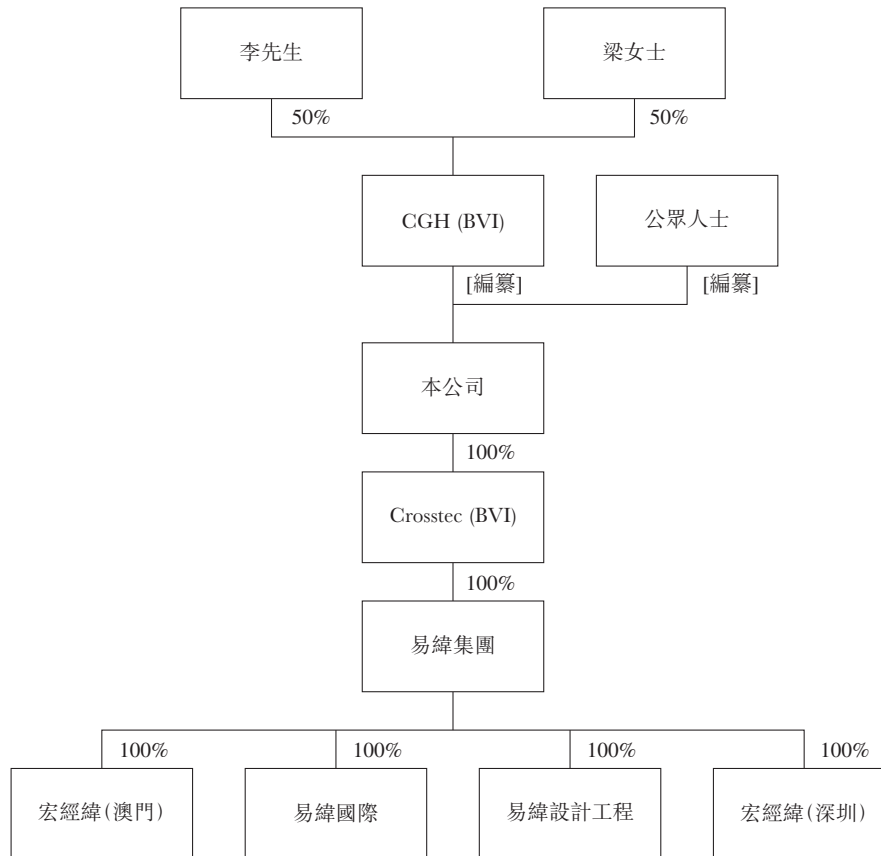 李先生
梁女士
50%
50%
CGH (BVI)
公眾人士
[編纂]
[編纂]
本公司
100%
Crosstec (BVI)
100%
易緯集團
100%
100%
100%
100%
宏經緯(澳門)
易緯國際
易緯設計工程
宏經緯(深圳)